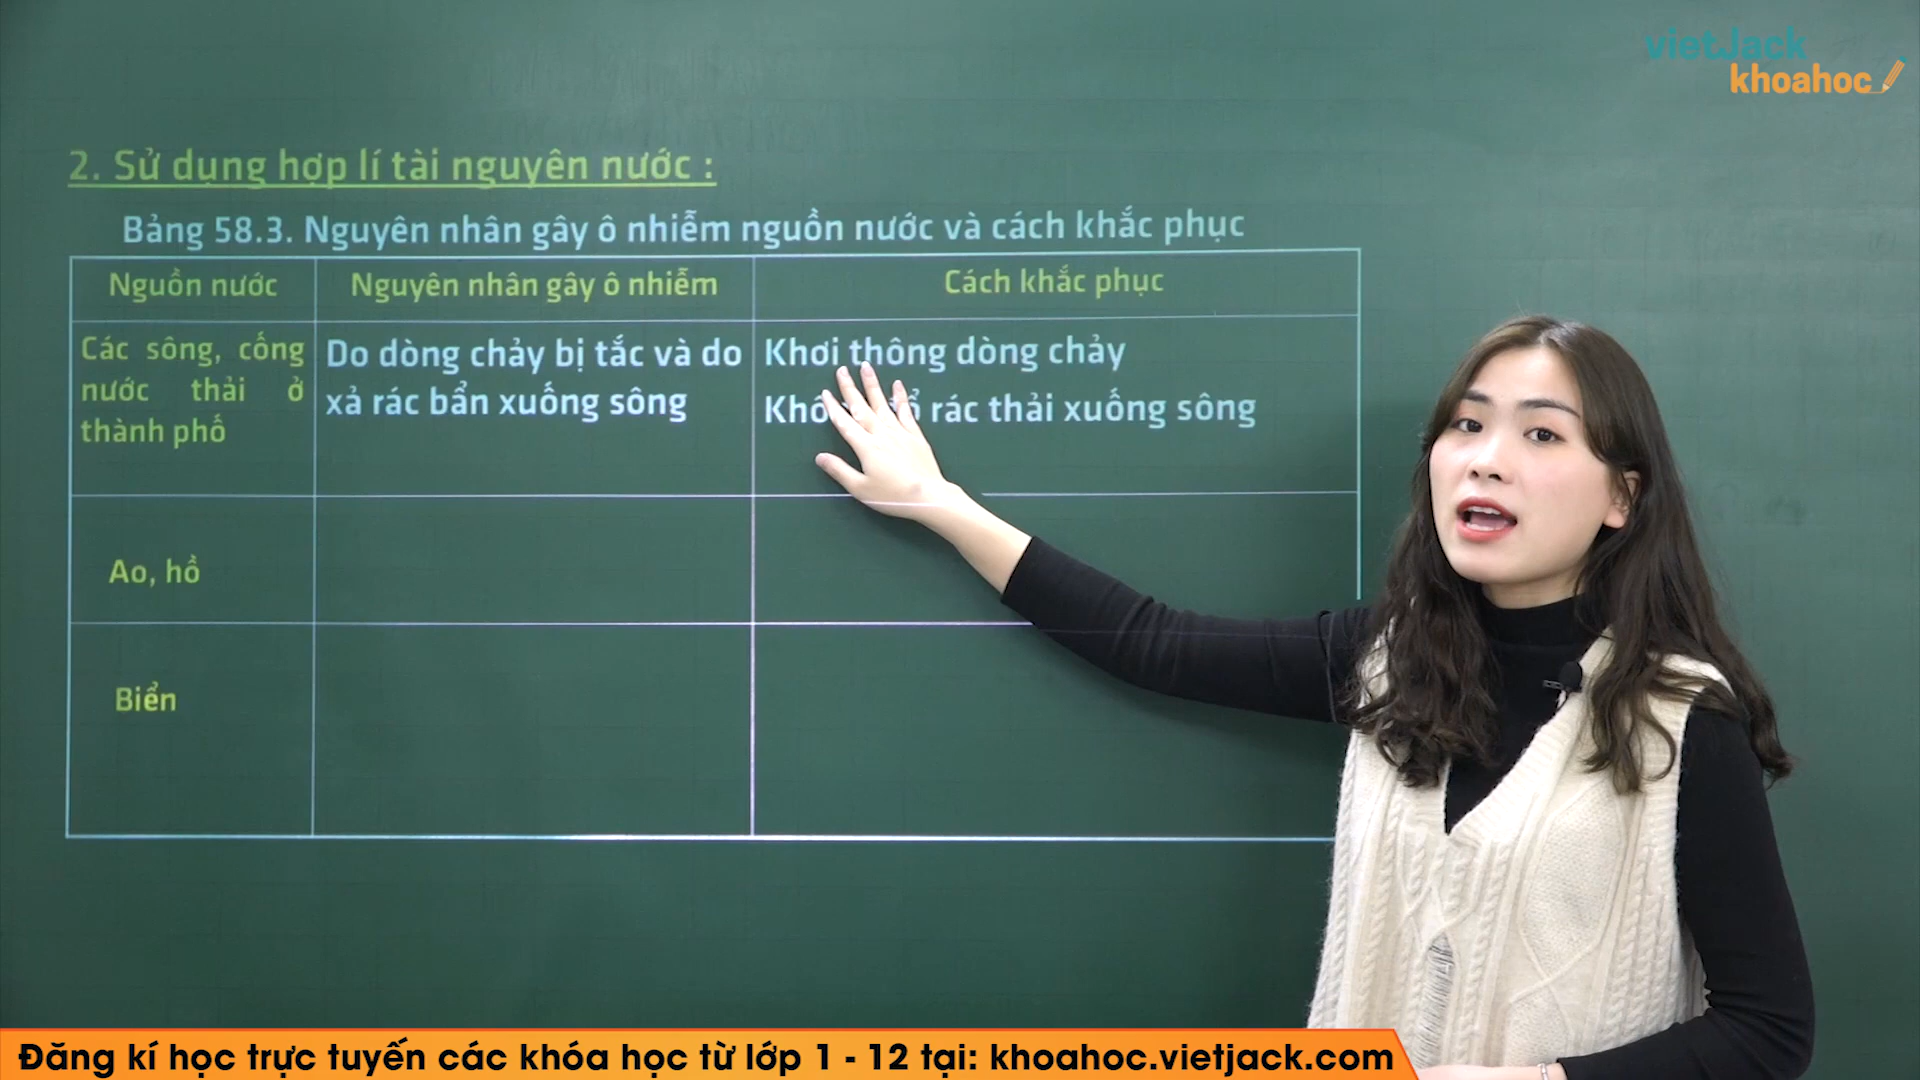 vietJack
khoahoc
2. Sử dụng hợp lí tài nguyên nước :
Bảng 58.3. Nguyên nhân gây ô nhiễm nguồn nước và cách khắc phục
Nguồn nước
Nguyên nhân gây ô nhiễm
Cách khắc phục
Các sông, cống
nước thải ở
thành phố
Do dòng chảy bị tắc và do
xả rác bẩn xuống sông
Khơi thông dòng chảy
rác thải xuống sông
Ao, hồ
Biển
Đăng kí học trực tuyến các khóa học từ lớp 1 - 12 tại: khoahoc.vietjack.com